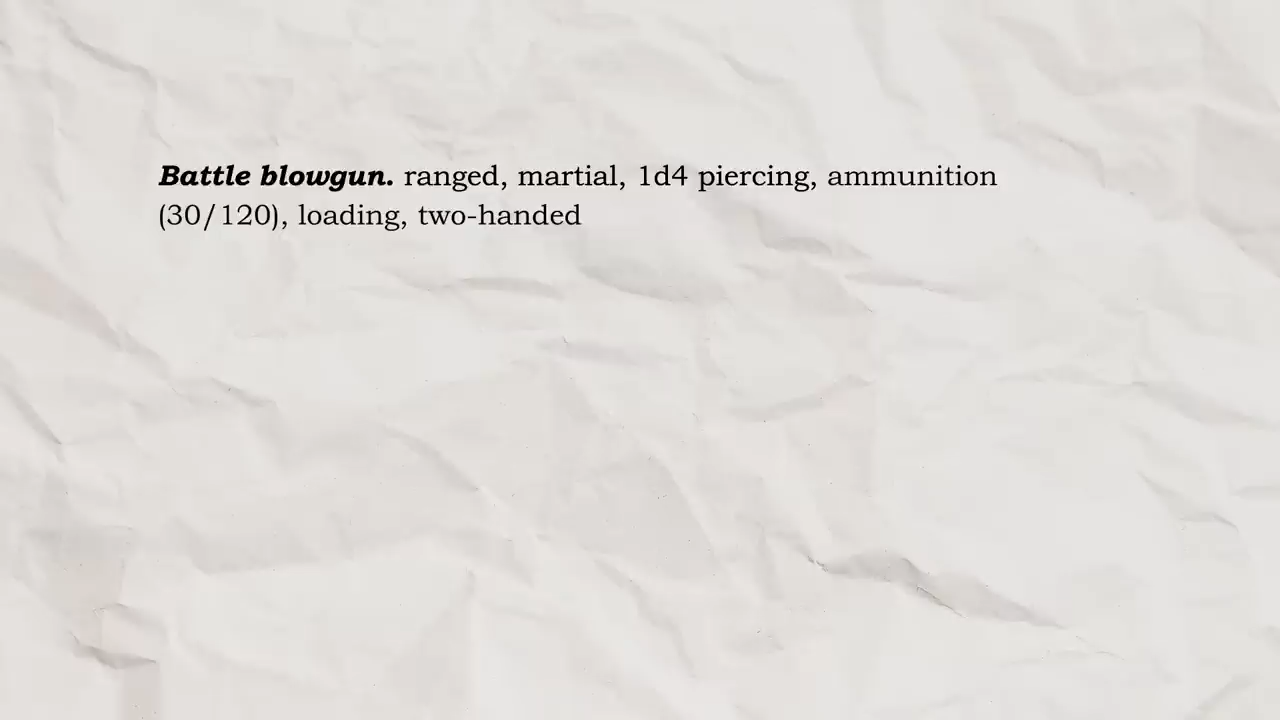 Battle blowgun. ranged, martial, 1d4 piercing, ammunition
(30/120), loading, two-handed